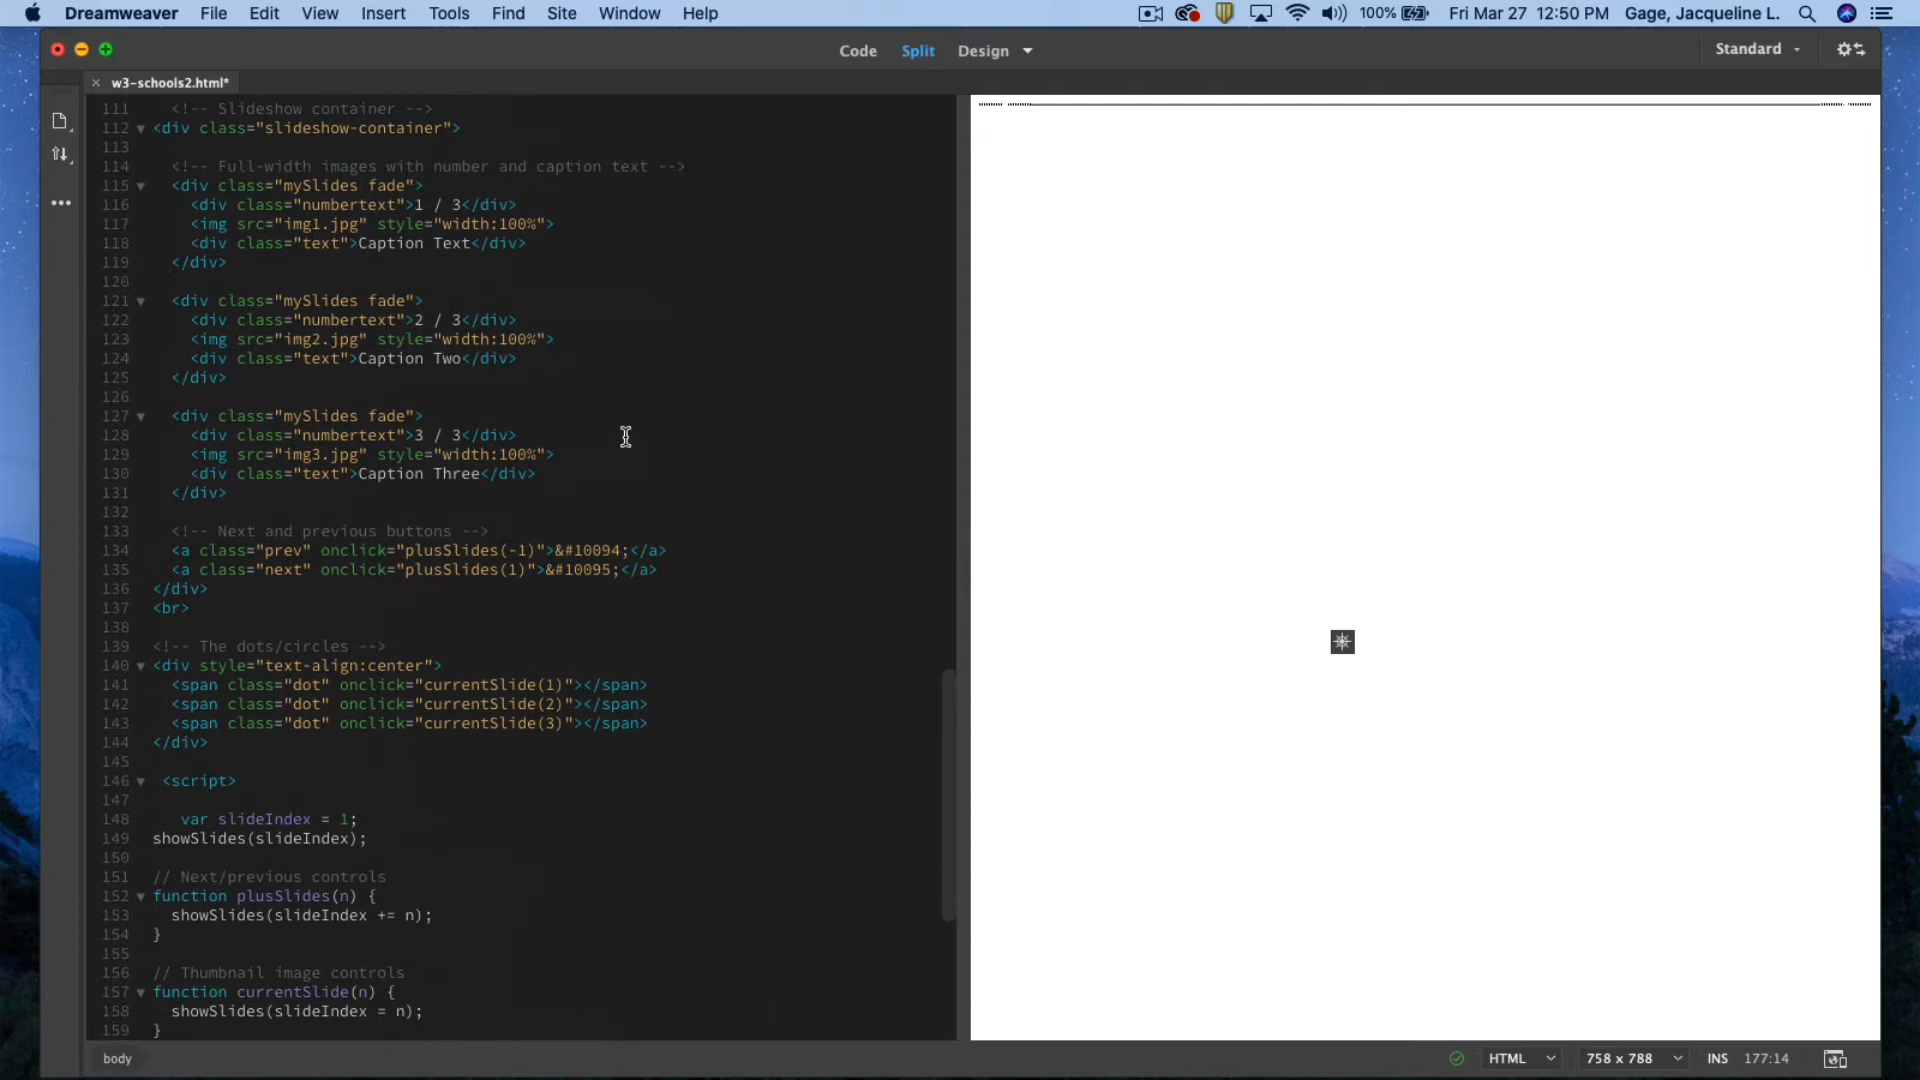 Dreamweaver File Edit View Insert Format Tools Find Site Window Help 100% Fri Mar 27 12:50 PM Gage, Jacqueline L.
Code Split Design Standard
w3-schools2.html*
111 <!-- Slideshow container -->
112 <div class="slideshow-container">
113
114 <!-- Full-width images with number and caption text -->
115 <div class="mySlides fade">
116 <div class="numbertext">1 / 3</div>
117 <img src="img1.jpg" style="width:100%">
118 <div class="text">Caption Text</div>
119 </div>
120
121 <div class="mySlides fade">
122 <div class="numbertext">2 / 3</div>
123 <img src="img2.jpg" style="width:100%">
124 <div class="text">Caption Two</div>
125 </div>
126
127 <div class="mySlides fade">
128 <div class="numbertext">3 / 3</div>
129 <img src="img3.jpg" style="width:100%">
130 <div class="text">Caption Three</div>
131 </div>
132
133 <!-- Next and previous buttons -->
134 <a class="prev" onclick="plusSlides(-1)">&#10094;</a>
135 <a class="next" onclick="plusSlides(1)">&#10095;</a>
136 </div>
137 <br>
138
139 <!-- The dots/circles -->
140 <div style="text-align:center">
141 <span class="dot" onclick="currentSlide(1)"></span>
142 <span class="dot" onclick="currentSlide(2)"></span>
143 <span class="dot" onclick="currentSlide(3)"></span>
144 </div>
145
146 <script>
147
148 var slideIndex = 1;
149 showSlides(slideIndex);
150
151 // Next/previous controls
152 function plusSlides(n) {
153 showSlides(slideIndex += n);
154 }
155
156 // Thumbnail image controls
157 function currentSlide(n) {
158 showSlides(slideIndex = n);
159 }
body HTML 758 x 788 INS 177:14